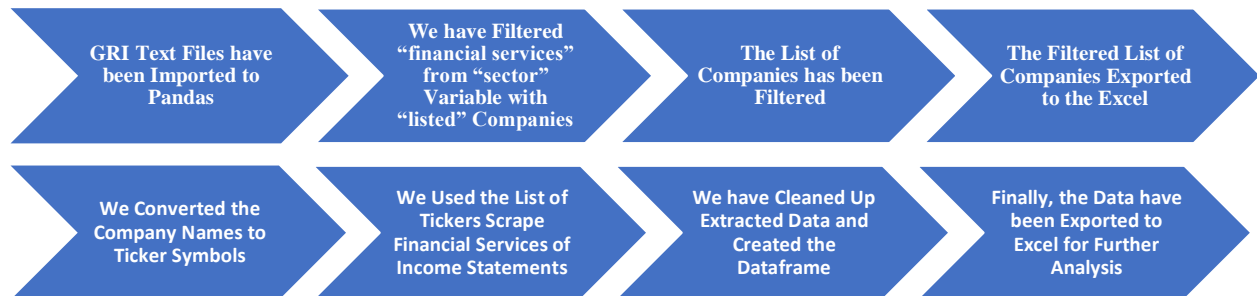 GRI Text Files have
been Imported to
Pandas
We have Filtered
“financial services”
from “sector”
Variable with
“listed” Companies
The List of
Companies has been
Filtered
The Filtered List of
Companies Exported
to the Excel
We Converted the
Company Names to
Ticker Symbols
We Used the List of
Tickers Scrape
Financial Services of
Income Statements
We have Cleaned Up
Extracted Data and
Created the
Dataframe
Finally, the Data have
been Exported to
Excel for Further
Analysis